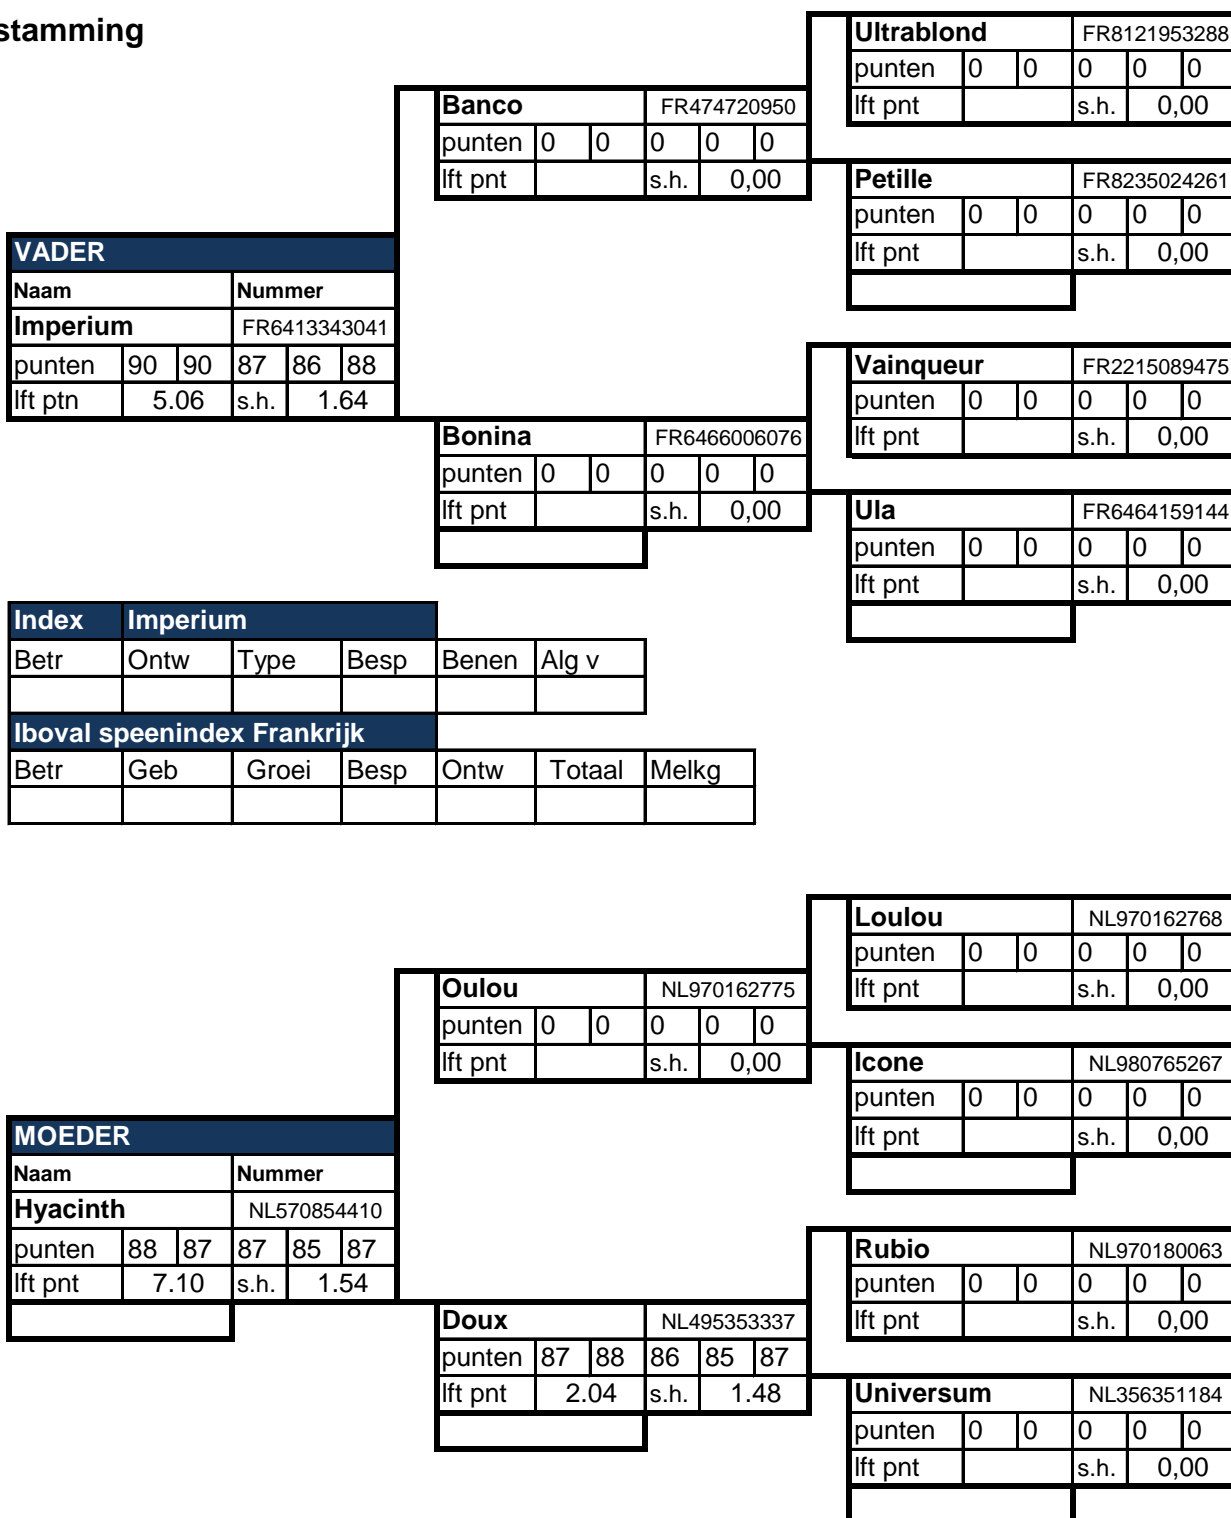 stamming
Ultrablond FR8121953288
punten 0 0 0 0 0
lft pnt s.h. 0,00
Banco FR474720950
punten 0 0 0 0 0
lft pnt s.h. 0,00
Petille FR8235024261
punten 0 0 0 0 0
lft pnt s.h. 0,00
VADER
Naam Nummer
Imperium FR6413343041
punten 90 90 87 86 88
lft ptn 5.06 s.h. 1.64
Vainqueur FR2215089475
punten 0 0 0 0 0
lft pnt s.h. 0,00
Bonina FR6466006076
punten 0 0 0 0 0
lft pnt s.h. 0,00
Ula FR6464159144
punten 0 0 0 0 0
lft pnt s.h. 0,00
Index Imperium
Betr Ontw Type Besp Benen Alg v
Iboval speenindex Frankrijk
Betr Geb Groei Besp Ontw Totaal Melkg
Loulou NL970162768
punten 0 0 0 0 0
lft pnt s.h. 0,00
Oulou NL970162775
punten 0 0 0 0 0
lft pnt s.h. 0,00
Icone NL980765267
punten 0 0 0 0 0
lft pnt s.h. 0,00
MOEDER
Naam Nummer
Hyacinth NL570854410
punten 88 87 87 85 87
lft pnt 7.10 s.h. 1.54
Rubio NL970180063
punten 0 0 0 0 0
lft pnt s.h. 0,00
Doux NL495353337
punten 87 88 86 85 87
lft pnt 2.04 s.h. 1.48
Universum NL356351184
punten 0 0 0 0 0
lft pnt s.h. 0,00